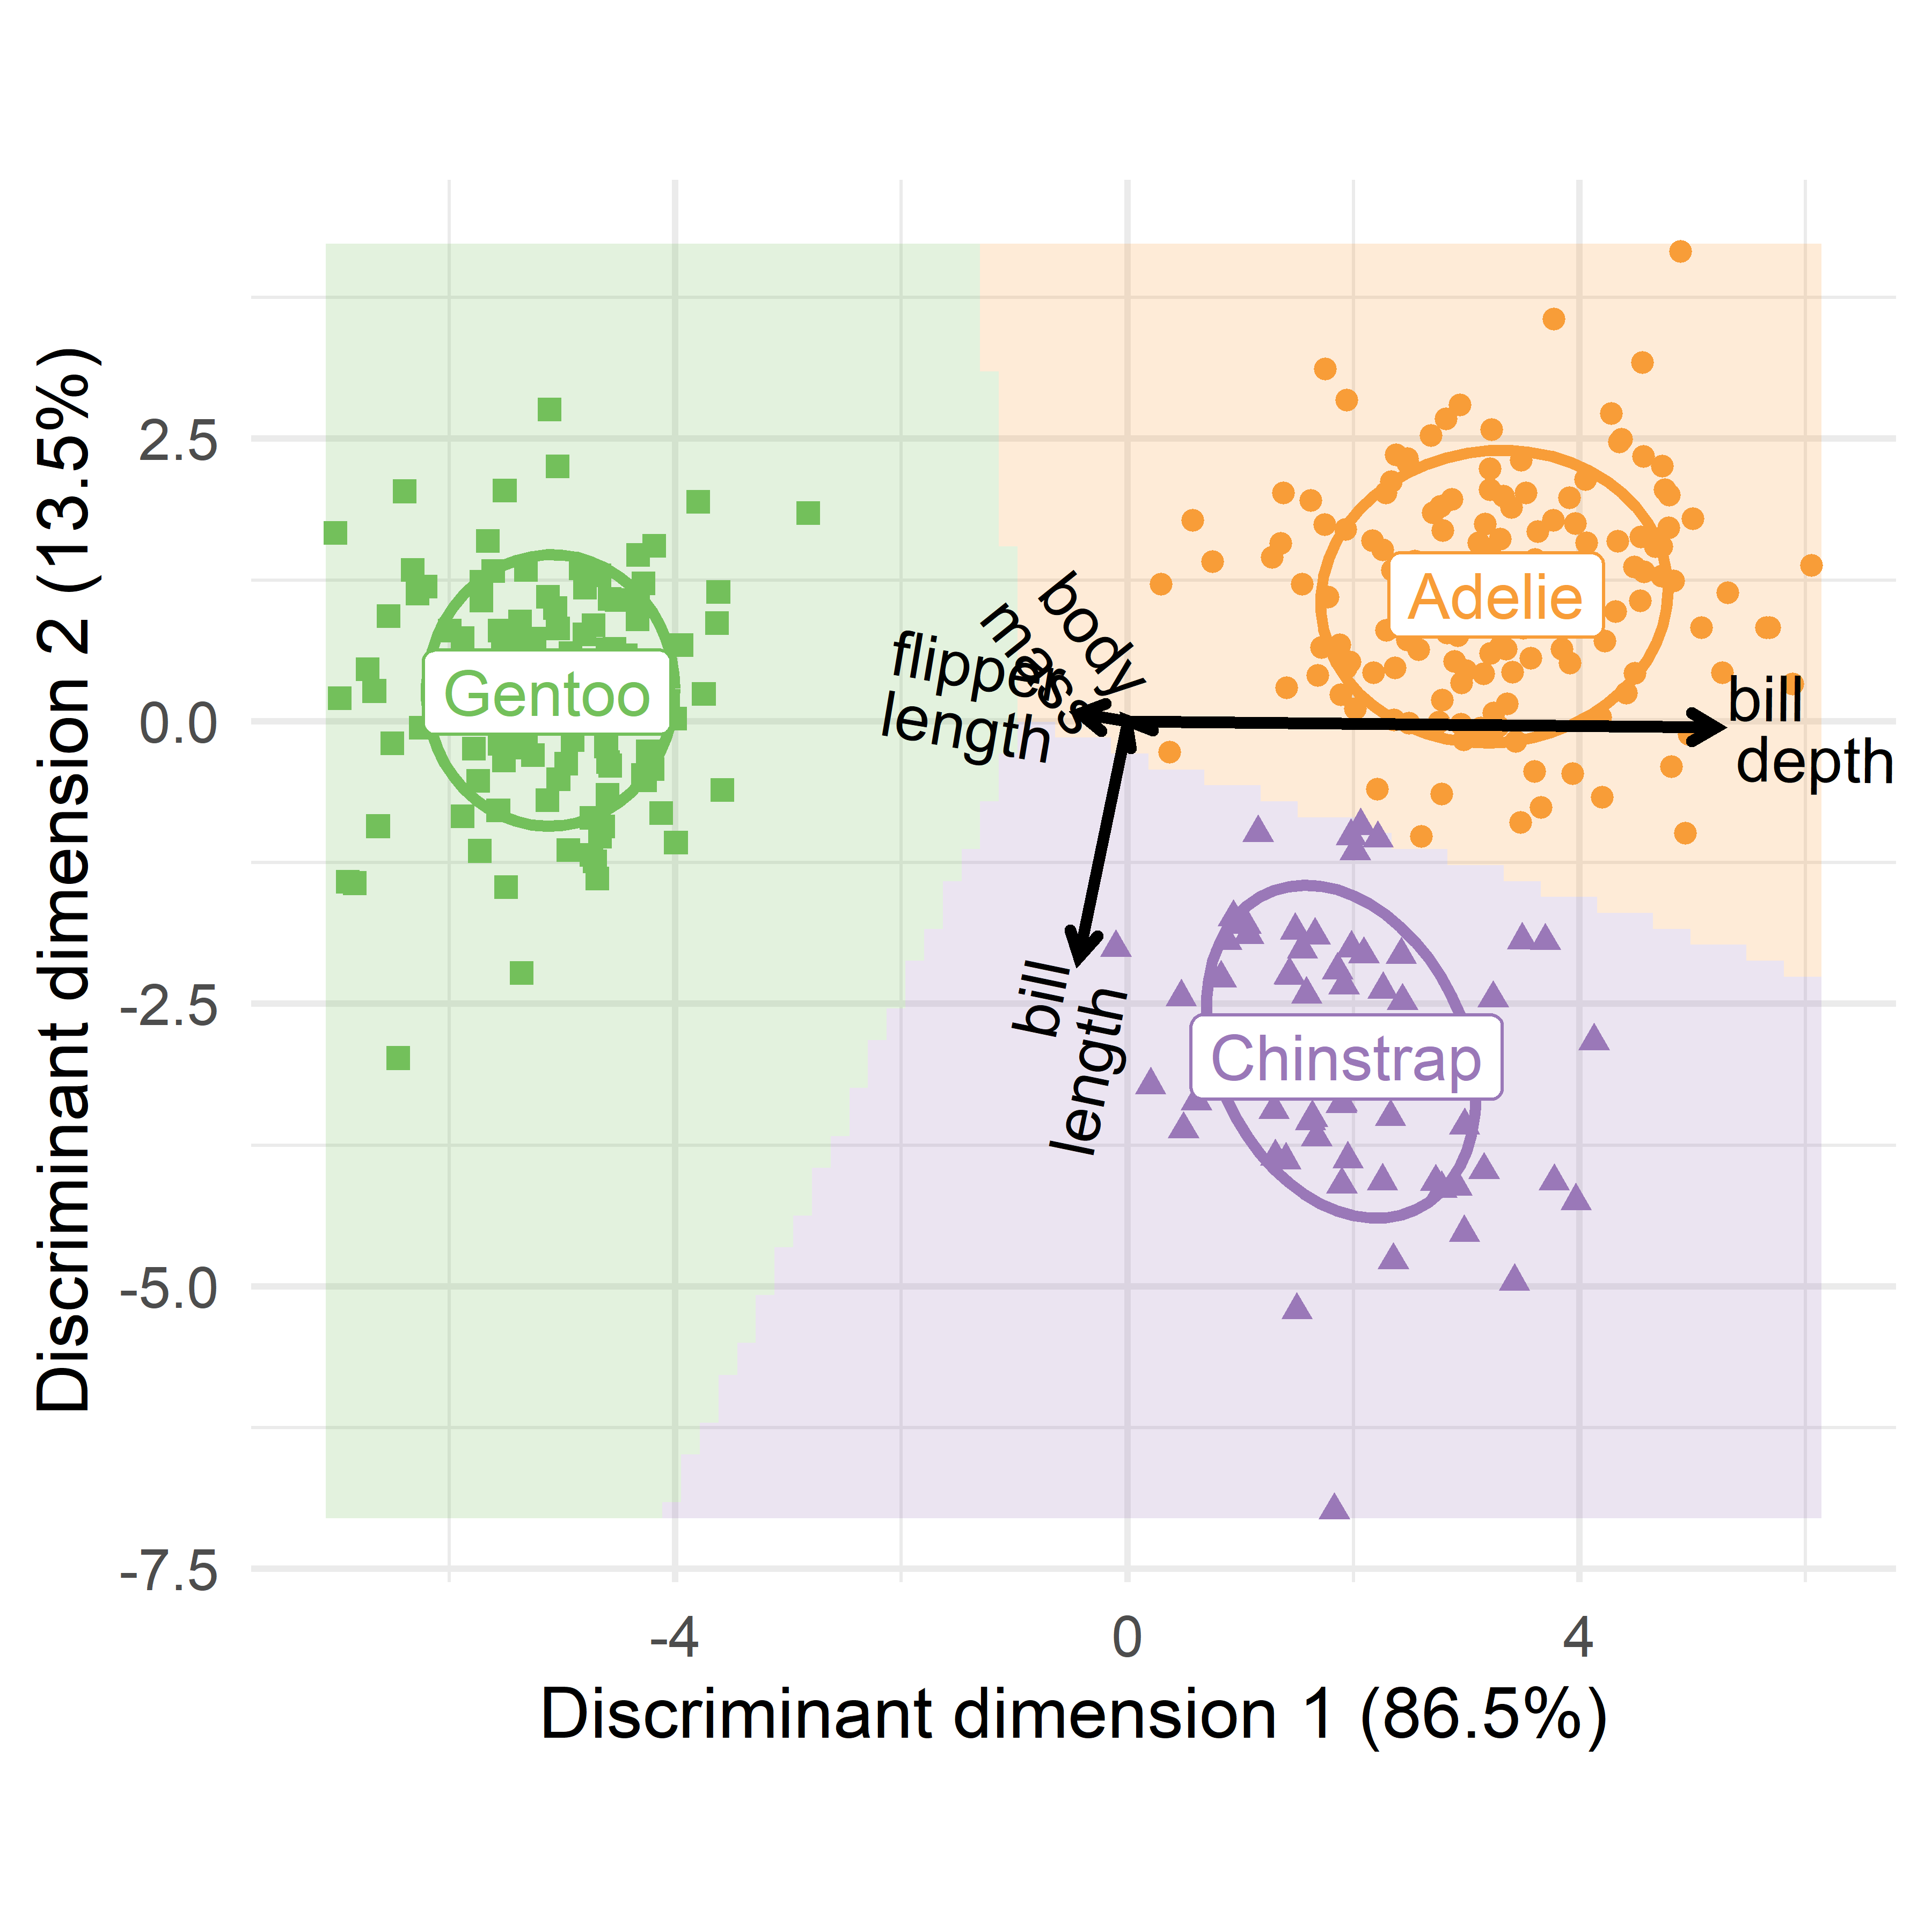 Discriminant dimension 2 (13.5%)
2.5
0.0
-2.5
-5.0
-7.5
body
mass
flipper
length
Adelie
Gentoo
bill
depth
bill
length
Chinstrap
-4
0
4
Discriminant dimension 1 (86.5%)